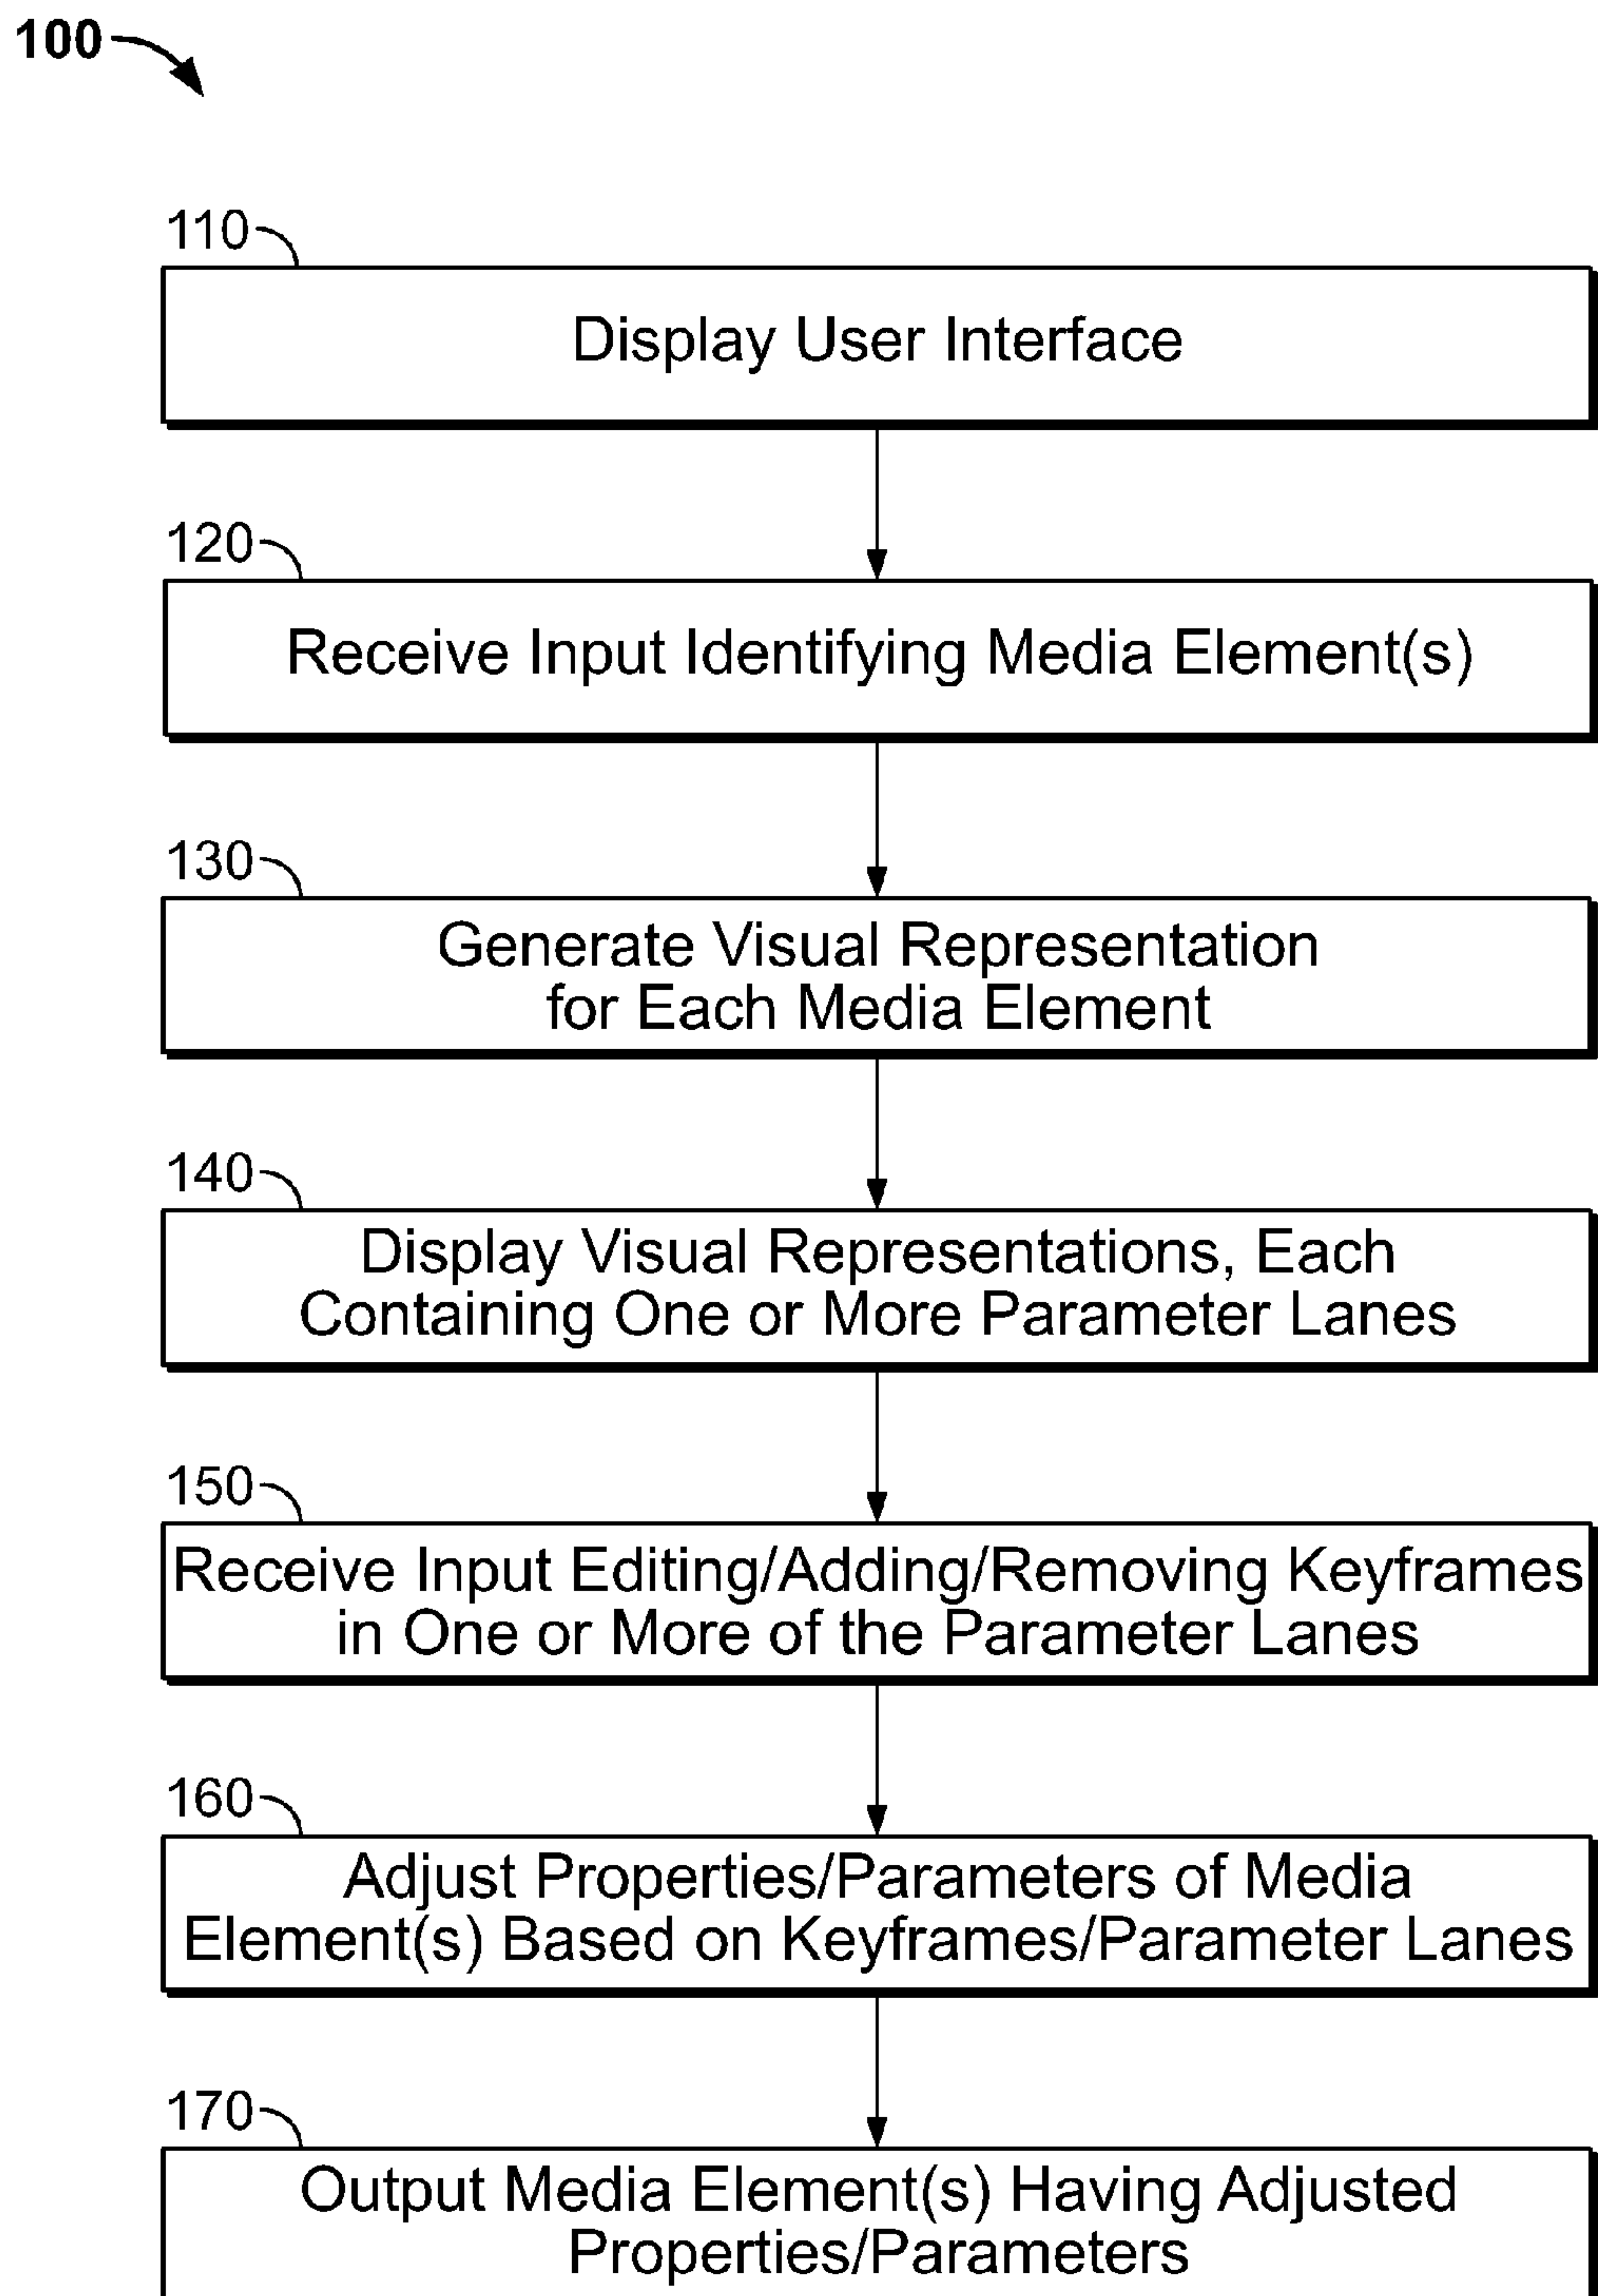 100
110
Display User Interface
120
Receive Input Identifying Media Element(s)
130
Generate Visual Representation
for Each Media Element
140
Display Visual Representations, Each
Containing One or More Parameter Lanes
150
Receive Input Editing/Adding/Removing Keyframes
in One or More of the Parameter Lanes
160
Adjust Properties/Parameters of Media
Element(s) Based on Keyframes/Parameter Lanes
170
Output Media Element(s) Having Adjusted
Properties/Parameters